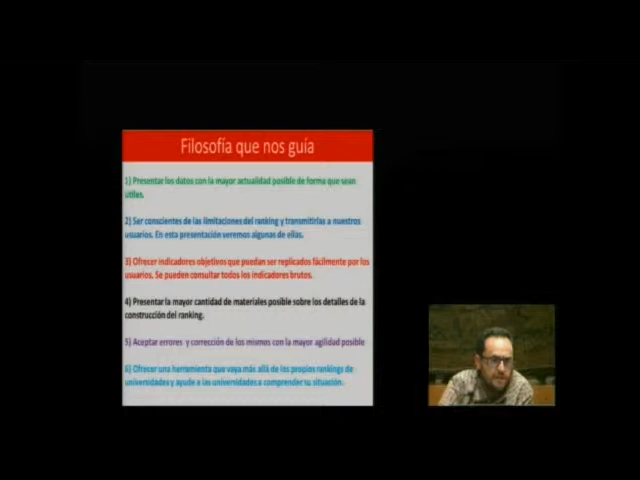 Filosofía que nos guía
1) Presentar los datos con la mayor actualidad posible de forma que sean
útiles.
2) Ser conscientes de las limitaciones del ranking y transmitirlas a nuestros
usuarios. En esta presentación veremos algunas de ellas.
3) Ofrecer indicadores objetivos que puedan ser replicados fácilmente por los
usuarios. Se pueden consultar todos los indicadores brutos.
4) Presentar la mayor cantidad de materiales posible sobre los detalles de la
construcción del ranking.
5) Aceptar errores y corrección de los mismos con la mayor agilidad posible
6) Ofrecer una herramienta que vaya más allá de los propios rankings de
universidades y ayude a las universidades a comprender su situación.